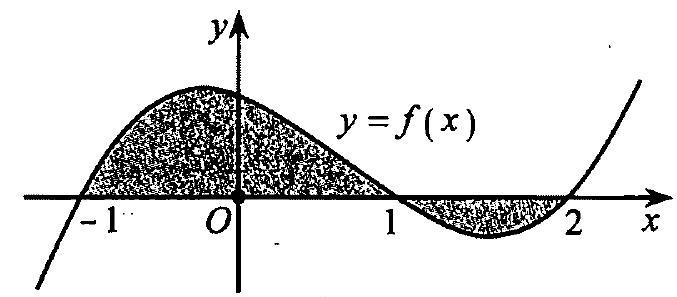 y
y = f(x)
-1 O 1 2 x